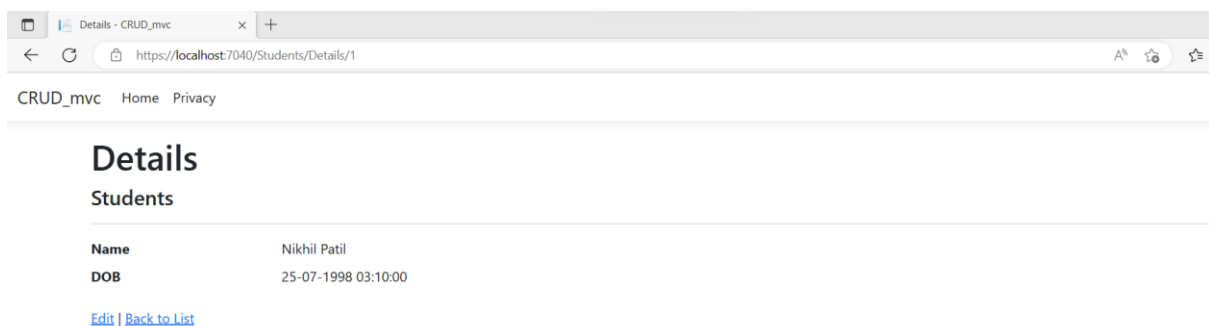 Details - CRUD_mvc
https://localhost:7040/Students/Details/1
CRUD_mvc Home Privacy
Details
Students
Name Nikhil Patil
DOB 25-07-1998 03:10:00
Edit | Back to List